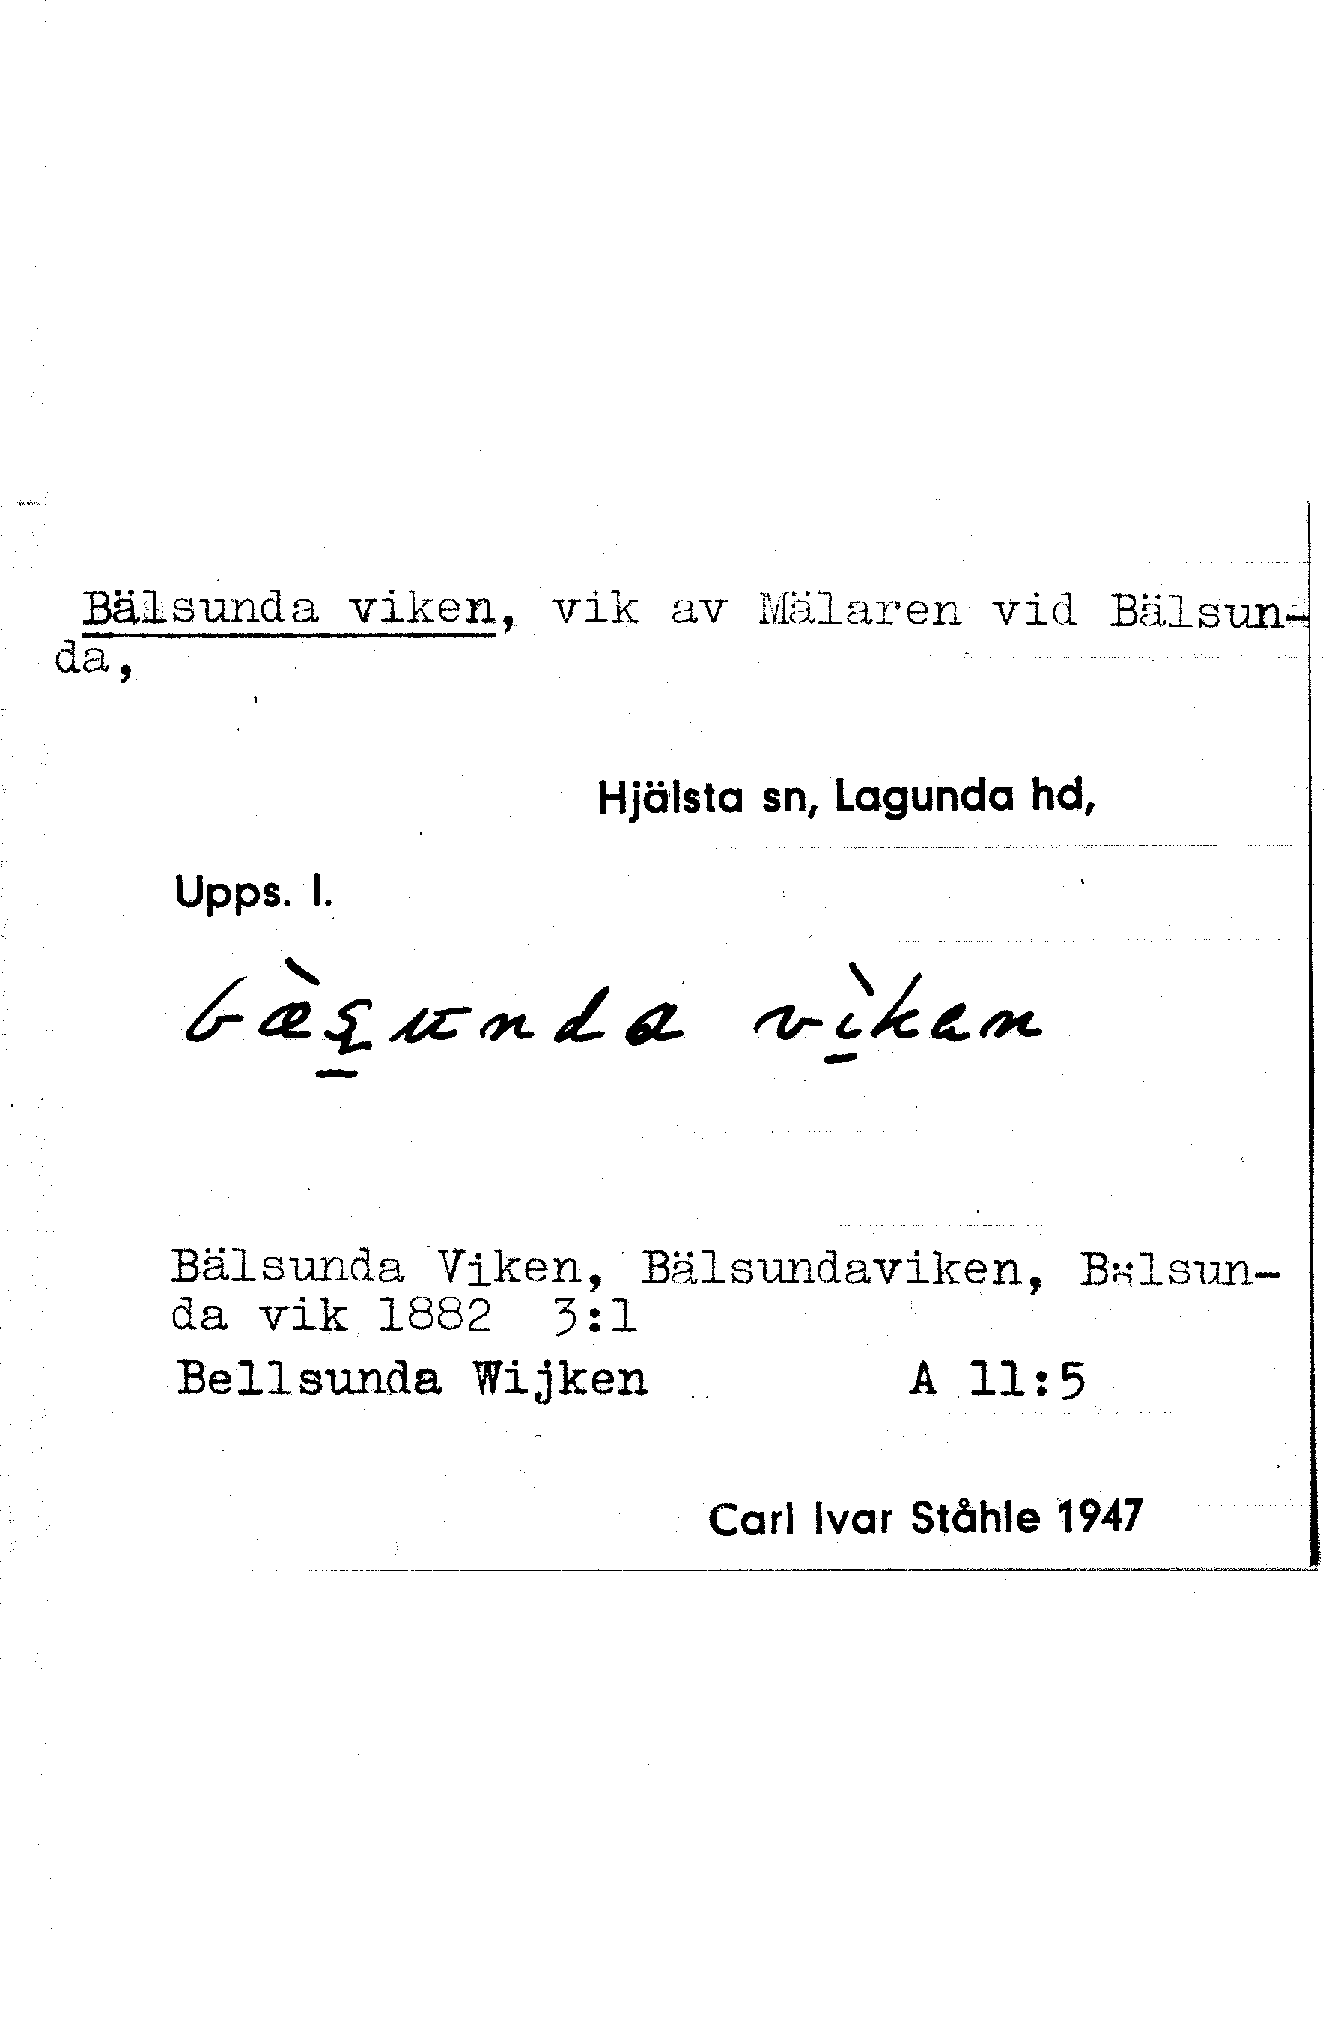 Bälsunda viken, vik av Mälaren vid Bälsun-
da,
Hjälsta sn, Lagunda hd,
Upps. l.
viken
Bälsunda Viken, Bälsundaviken, Bälsun-
da vik 1882 3:1
Bellsunda Wijken A 11:5
Carl Ivar Ståhle 1947